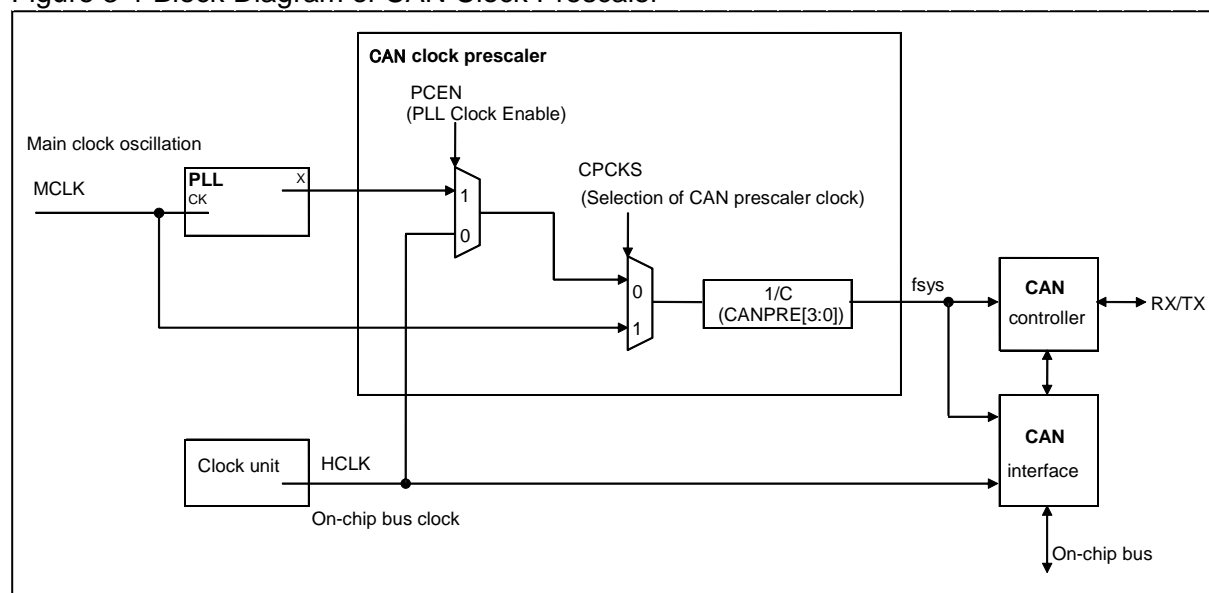 CAN clock prescaler
PCEN
(PLL Clock Enable)
Main clock oscillation
MCLK
PLL
X
CK
1
0
CPCKS
(Selection of CAN prescaler clock)
0
1
1/C
(CANPRE[3:0])
fsys
CAN
controller
RX/TX
Clock unit
HCLK
On-chip bus clock
CAN
interface
On-chip bus